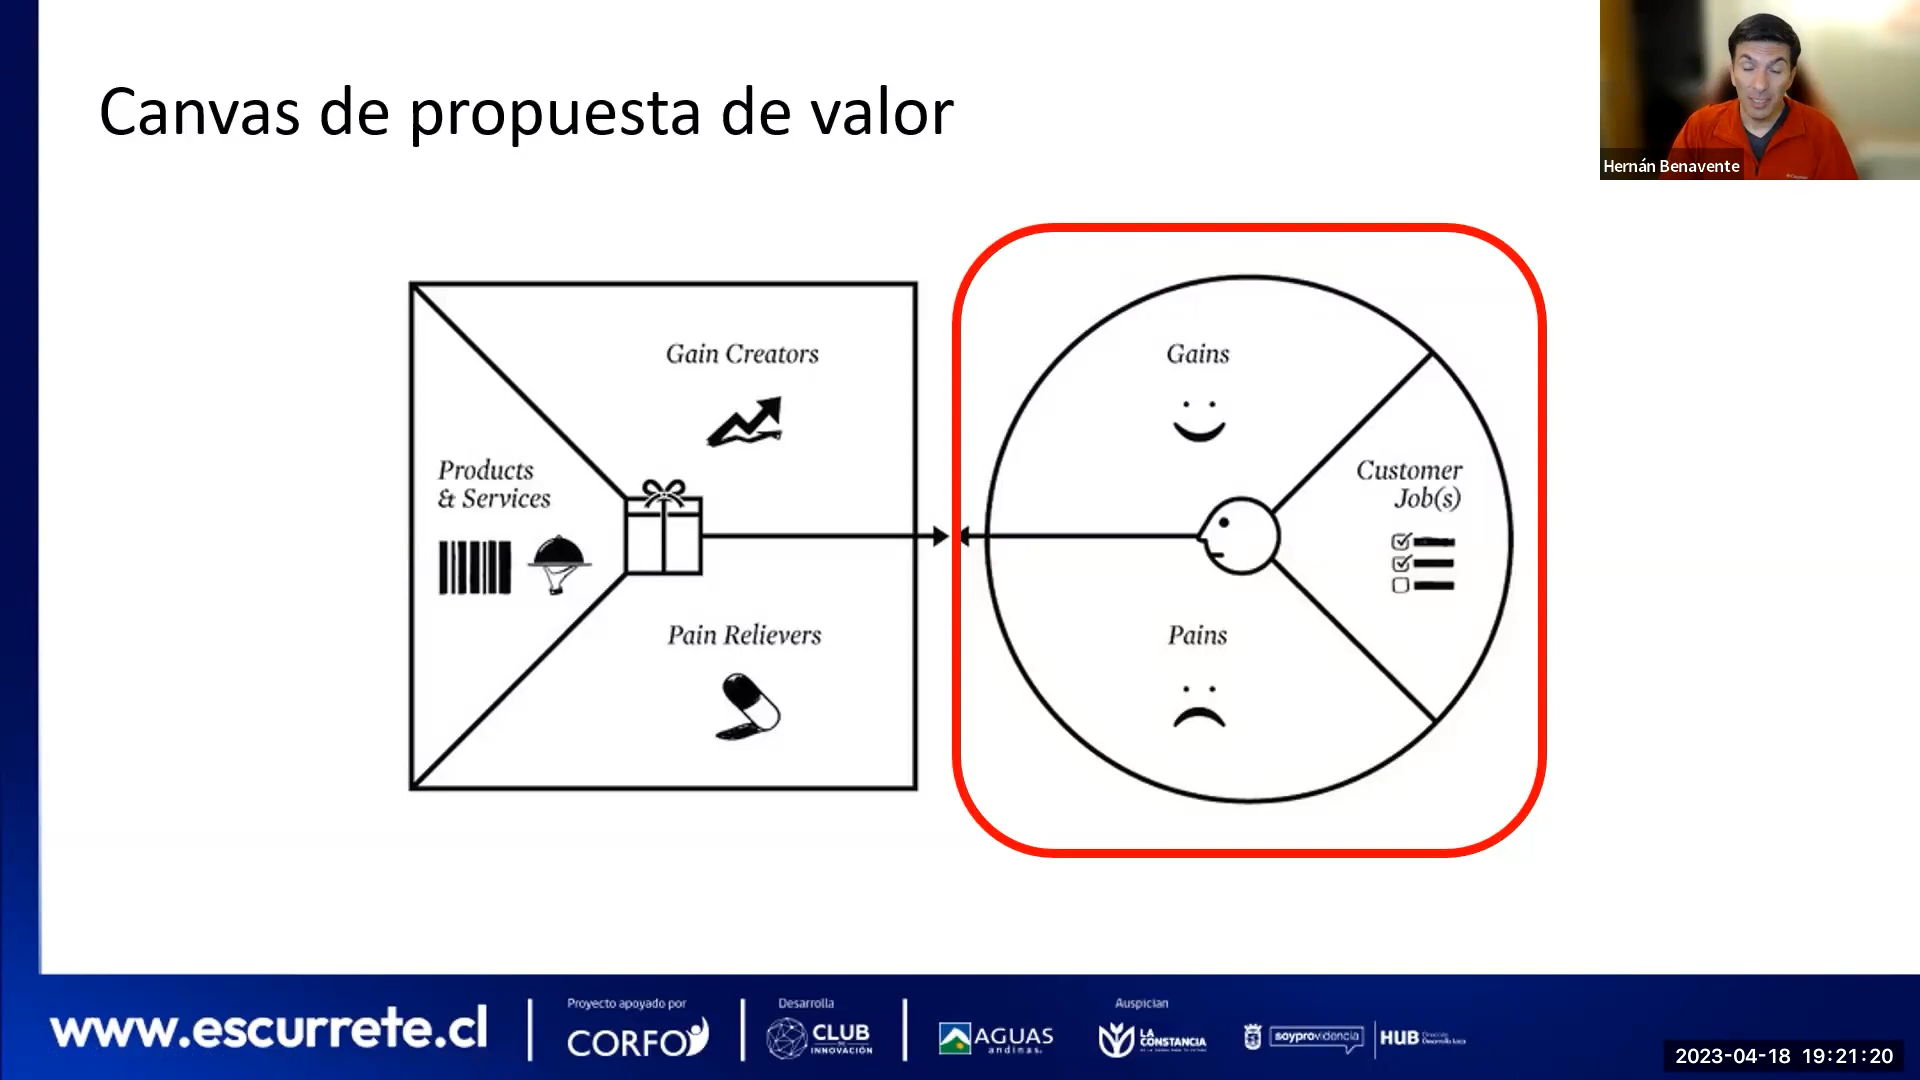 Canvas de propuesta de valor
Hernán Benavente
Gain Creators
Products
& Services
Pain Relievers
Gains
Customer
Job(s)
Pains
www.escurrete.cl
Proyecto apoyado por
CORFO
Desarrolla
CLUB
DE
INNOVACIÓN
AGUAS
andinas.
Auspician
LA
CONSTANCIA
soyprovidencia
HUB
2023-04-18 19:21:20